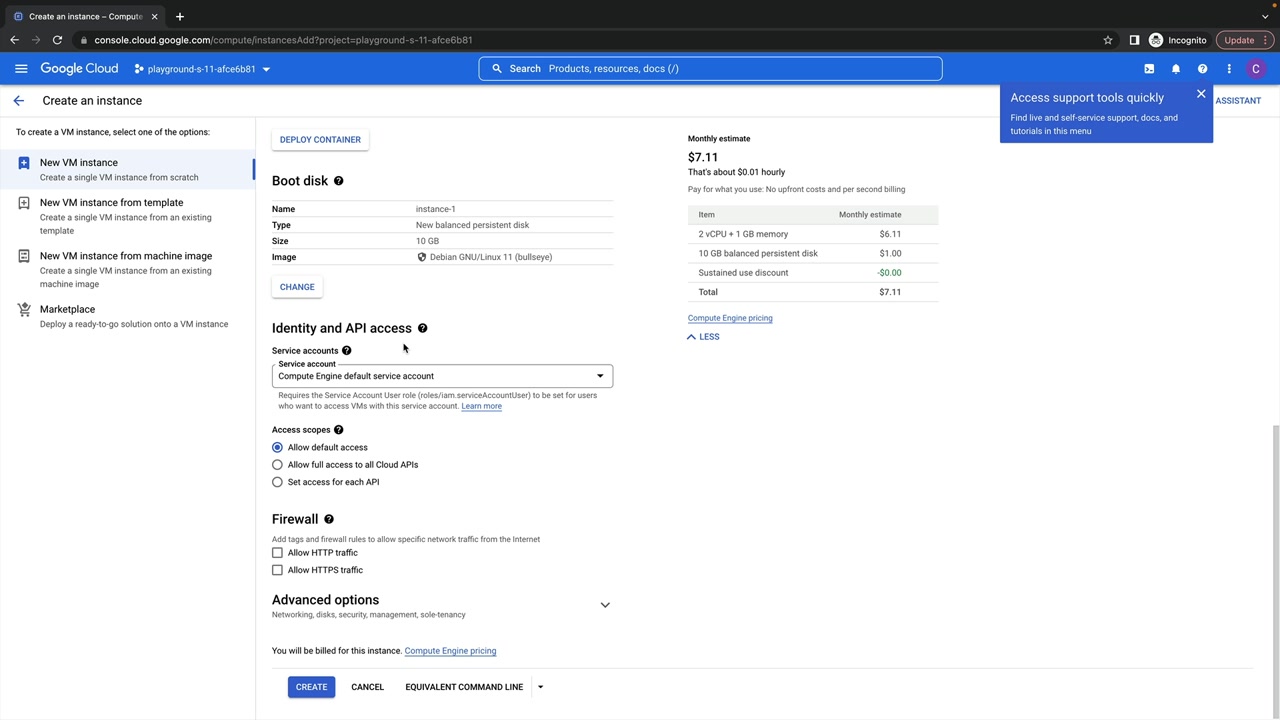 Create an instance – Compute
console.cloud.google.com/compute/instancesAdd?project=playground-s-11-afce6b81
Incognito
Update
Google Cloud
playground-s-11-afce6b81
Search Products, resources, docs (/)
C
Create an instance
ASSISTANT
Access support tools quickly
Find live and self-service support, docs, and
tutorials in this menu
To create a VM instance, select one of the options:
New VM instance
Create a single VM instance from scratch
New VM instance from template
Create a single VM instance from an existing
template
New VM instance from machine image
Create a single VM instance from an existing
machine image
Marketplace
Deploy a ready-to-go solution onto a VM instance
DEPLOY CONTAINER
Boot disk
Name instance-1
Type New balanced persistent disk
Size 10 GB
Image Debian GNU/Linux 11 (bullseye)
CHANGE
Identity and API access
Service accounts
Service account
Compute Engine default service account
Requires the Service Account User role (roles/iam.serviceAccountUser) to be set for users
who want to access VMs with this service account. Learn more
Access scopes
Allow default access
Allow full access to all Cloud APIs
Set access for each API
Firewall
Add tags and firewall rules to allow specific network traffic from the Internet
Allow HTTP traffic
Allow HTTPS traffic
Advanced options
Networking, disks, security, management, sole-tenancy
You will be billed for this instance. Compute Engine pricing
CREATE CANCEL EQUIVALENT COMMAND LINE
Monthly estimate
$7.11
That's about $0.01 hourly
Pay for what you use: No upfront costs and per second billing
Item Monthly estimate
2 vCPU + 1 GB memory $6.11
10 GB balanced persistent disk $1.00
Sustained use discount -$0.00
Total $7.11
Compute Engine pricing
LESS